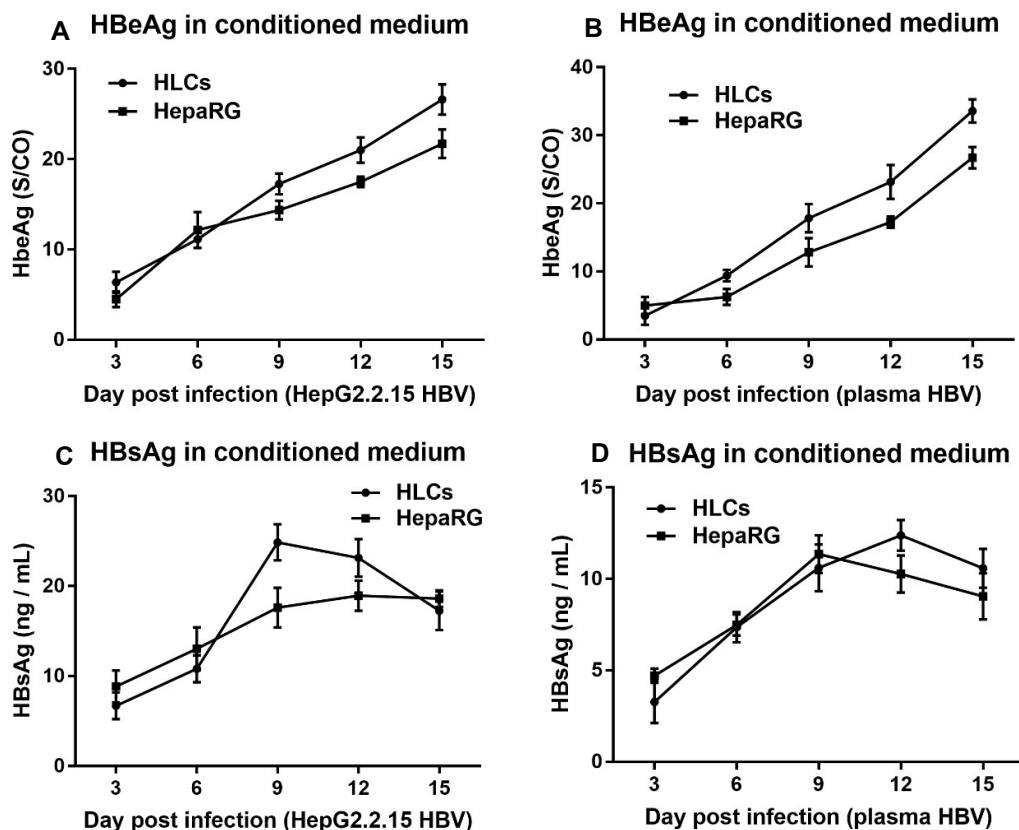 A HBeAg in conditioned medium
HLCs
HepaRG
HbeAg (S/CO)
30
20
10
0
3 6 9 12 15
Day post infection (HepG2.2.15 HBV)
B HBeAg in conditioned medium
HLCs
HepaRG
HbeAg (S/CO)
40
30
20
10
0
3 6 9 12 15
Day post infection (plasma HBV)
C HBsAg in conditioned medium
HLCs
HepaRG
HBsAg (ng / mL)
30
20
10
0
3 6 9 12 15
Day post infection (HepG2.2.15 HBV)
D HBsAg in conditioned medium
HLCs
HepaRG
HBsAg (ng / mL)
15
10
5
0
3 6 9 12 15
Day post infection (plasma HBV)